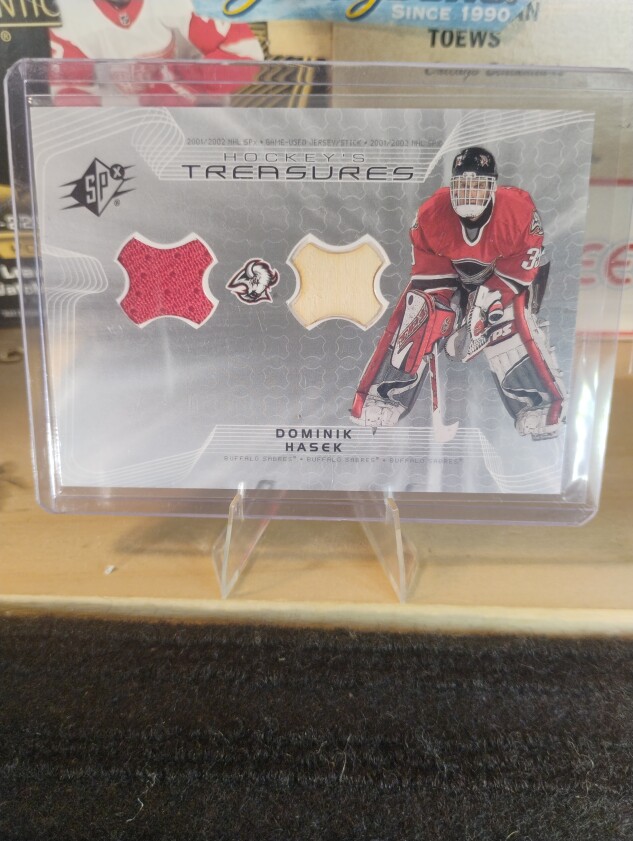 SINCE 1990
TOEWS
2001/2002 NHL SPx • GAME-USED JERSEY/STICK • 2001/2002 NHL SPx
HOCKEY'S
TREASURES
SPx
DOMINIK
HASEK
BUFFALO SABRES • BUFFALO SABRES • BUFFALO SABRES